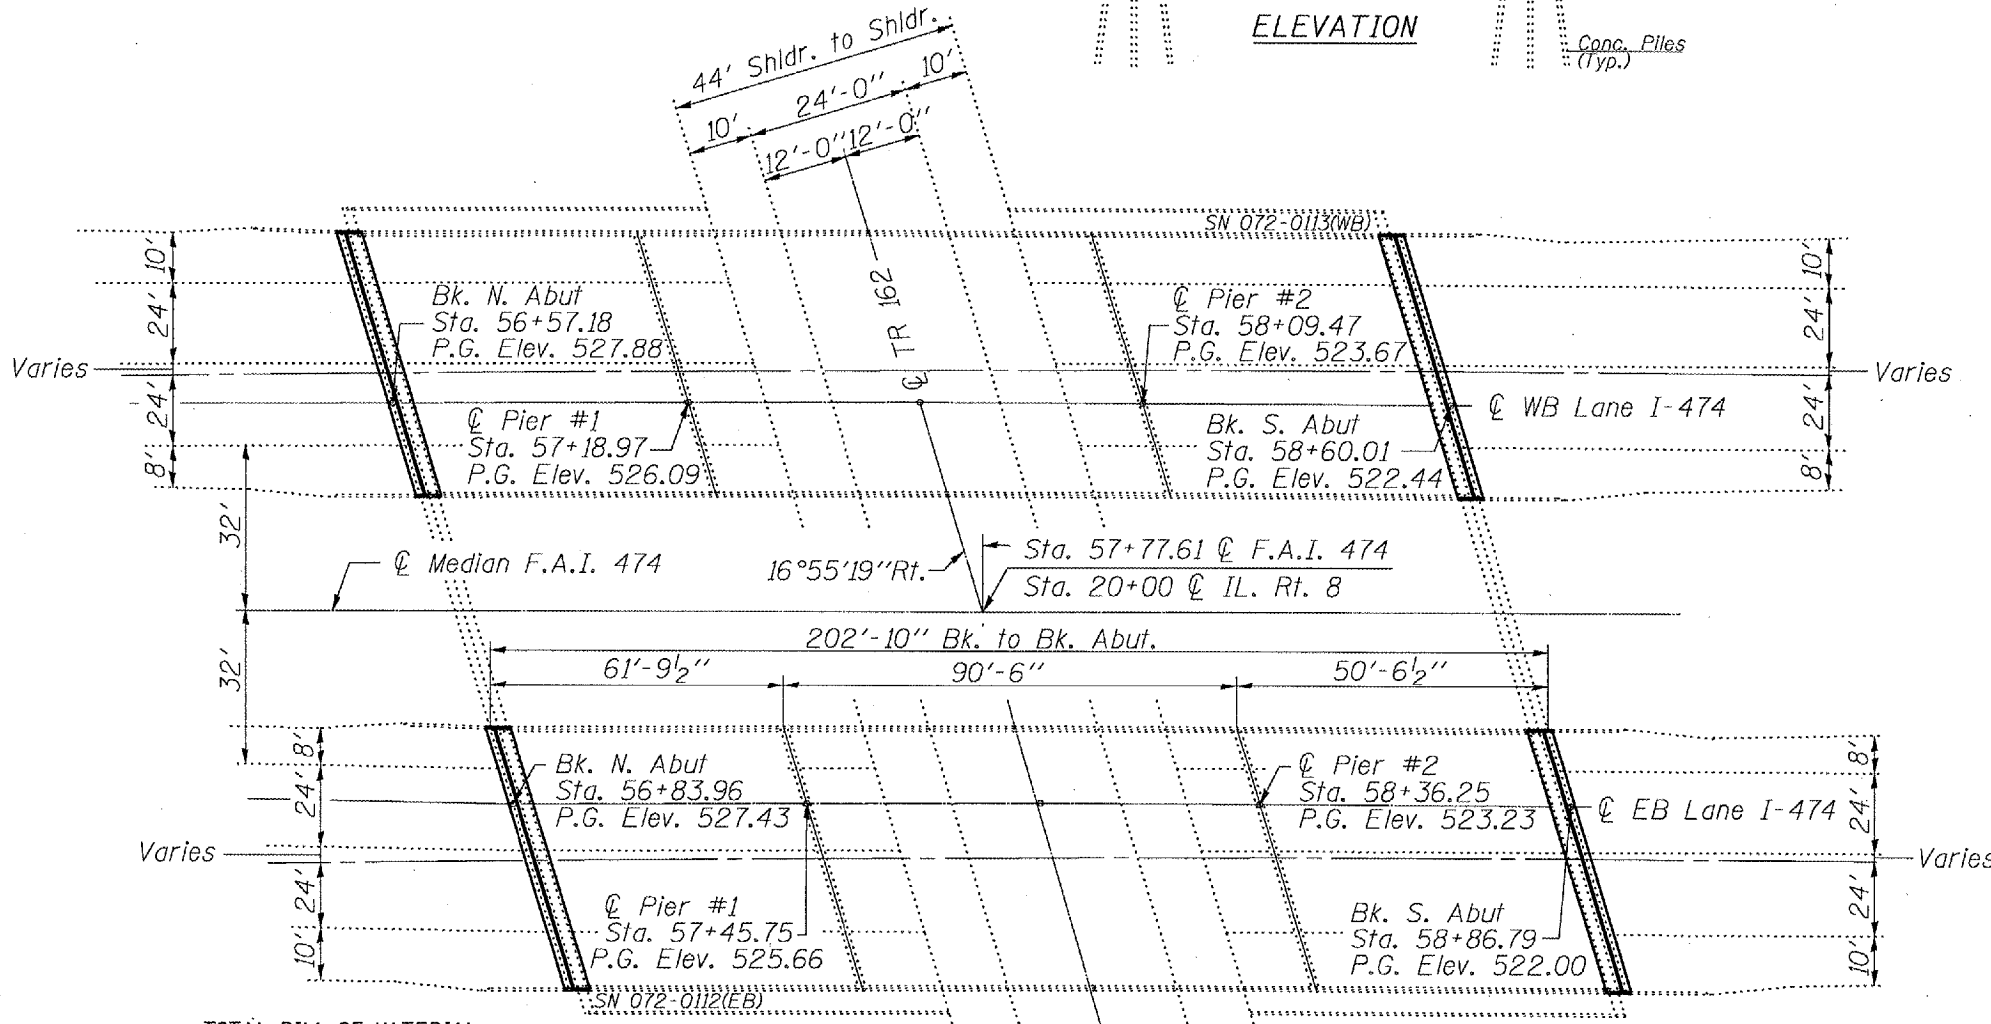 ELEVATION
Conc. Piles
(Typ.)
44' Shldr. to Shldr.
10'
24'-0"
10'
12'-0"
12'-0"
SN 072-0113(WB)
℄ TR 162
10'
24'
Varies
24'
8'
10'
24'
Varies
24'
8'
Bk. N. Abut
Sta. 56+57.18
P.G. Elev. 527.88
℄ Pier #2
Sta. 58+09.47
P.G. Elev. 523.67
℄ Pier #1
Sta. 57+18.97
P.G. Elev. 526.09
Bk. S. Abut
Sta. 58+60.01
P.G. Elev. 522.44
℄ WB Lane I-474
32'
℄ Median F.A.I. 474
16°55'19"Rt.
Sta. 57+77.61 ℄ F.A.I. 474
Sta. 20+00 ℄ IL. Rt. 8
32'
202'-10" Bk. to Bk. Abut.
61'-9½"
90'-6"
50'-6½"
8'
24'
Varies
24'
10'
8'
24'
Varies
24'
10'
Bk. N. Abut
Sta. 56+83.96
P.G. Elev. 527.43
℄ Pier #2
Sta. 58+36.25
P.G. Elev. 523.23
℄ EB Lane I-474
℄ Pier #1
Sta. 57+45.75
P.G. Elev. 525.66
Bk. S. Abut
Sta. 58+86.79
P.G. Elev. 522.00
SN 072-0112(EB)
TOTAL BILL OF MATERIAL